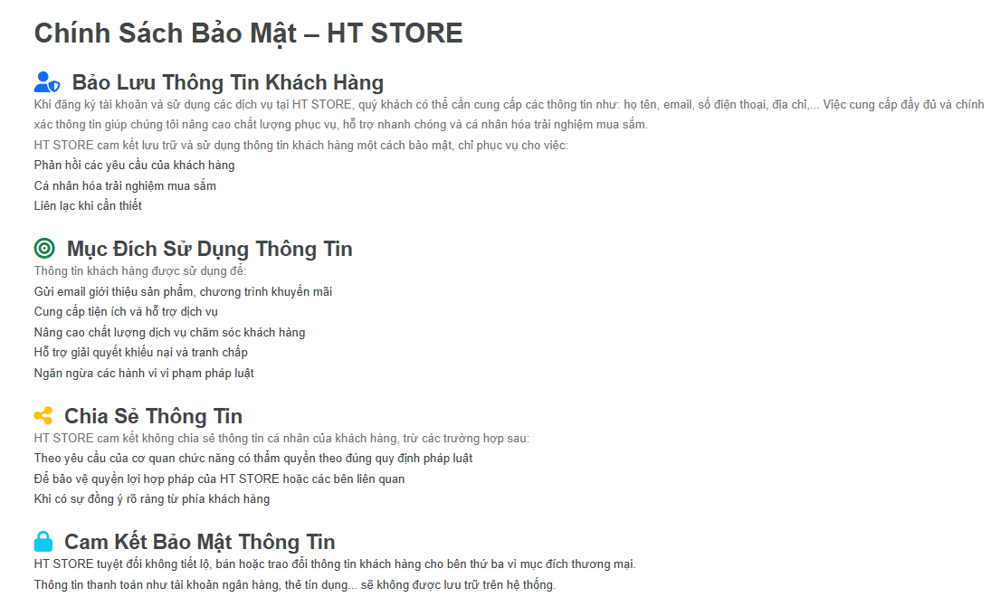 Chính Sách Bảo Mật – HT STORE
Bảo Lưu Thông Tin Khách Hàng
Khi đăng ký tài khoản và sử dụng các dịch vụ tại HT STORE, quý khách có thể cần cung cấp các thông tin như: họ tên, email, số điện thoại, địa chỉ,... Việc cung cấp đầy đủ và chính
xác thông tin giúp chúng tôi nâng cao chất lượng phục vụ, hỗ trợ nhanh chóng và cá nhân hóa trải nghiệm mua sắm.
HT STORE cam kết lưu trữ và sử dụng thông tin khách hàng một cách bảo mật, chỉ phục vụ cho việc:
Phản hồi các yêu cầu của khách hàng
Cá nhân hóa trải nghiệm mua sắm
Liên lạc khi cần thiết
Mục Đích Sử Dụng Thông Tin
Thông tin khách hàng được sử dụng để:
Gửi email giới thiệu sản phẩm, chương trình khuyến mãi
Cung cấp tiện ích và hỗ trợ dịch vụ
Nâng cao chất lượng dịch vụ chăm sóc khách hàng
Hỗ trợ giải quyết khiếu nại và tranh chấp
Ngăn ngừa các hành vi vi phạm pháp luật
Chia Sẻ Thông Tin
HT STORE cam kết không chia sẻ thông tin cá nhân của khách hàng, trừ các trường hợp sau:
Theo yêu cầu của cơ quan chức năng có thẩm quyền theo đúng quy định pháp luật
Để bảo vệ quyền lợi hợp pháp của HT STORE hoặc các bên liên quan
Khi có sự đồng ý rõ ràng từ phía khách hàng
Cam Kết Bảo Mật Thông Tin
HT STORE tuyệt đối không tiết lộ, bán hoặc trao đổi thông tin khách hàng cho bên thứ ba vì mục đích thương mại.
Thông tin thanh toán như tài khoản ngân hàng, thẻ tín dụng... sẽ không được lưu trữ trên hệ thống.